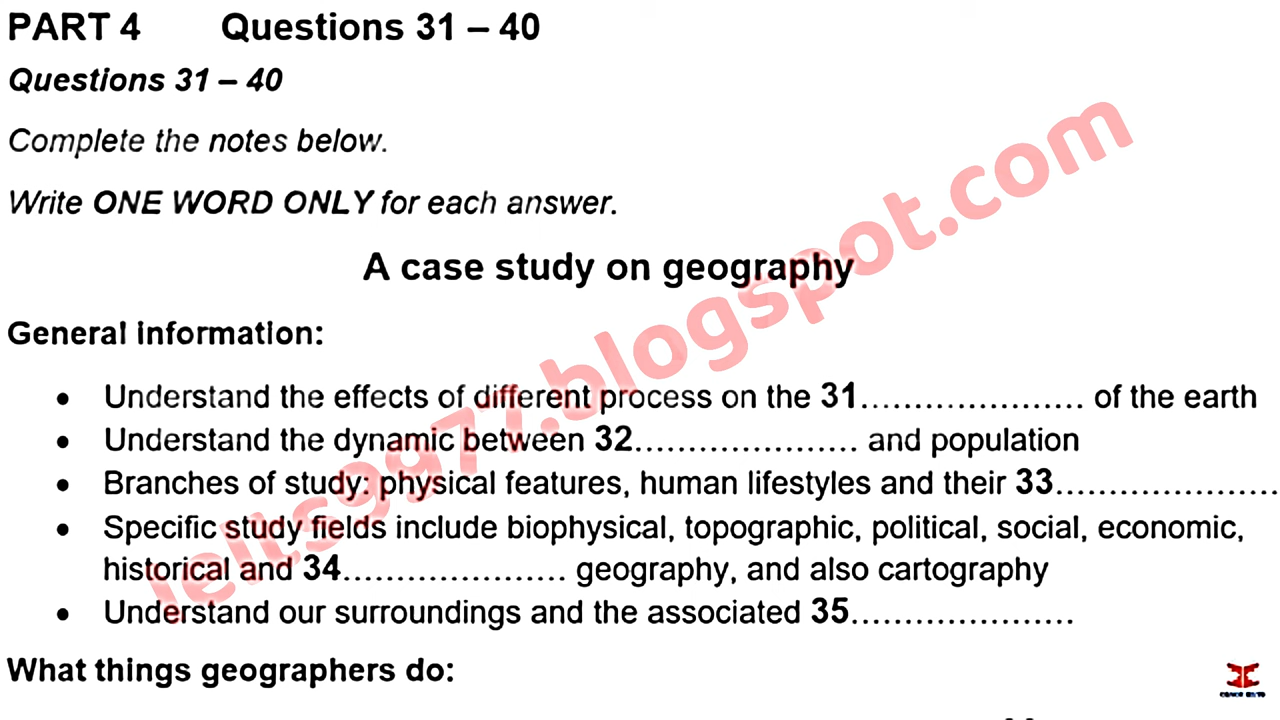 PART 4 Questions 31 – 40
Questions 31 – 40
Complete the notes below.
Write ONE WORD ONLY for each answer.
A case study on geography
General information:
• Understand the effects of different process on the 31..................... of the earth
• Understand the dynamic between 32..................... and population
• Branches of study: physical features, human lifestyles and their 33.....................
• Specific study fields include biophysical, topographic, political, social, economic,
historical and 34..................... geography, and also cartography
• Understand our surroundings and the associated 35.....................
What things geographers do:
ielts9977.blogspot.com